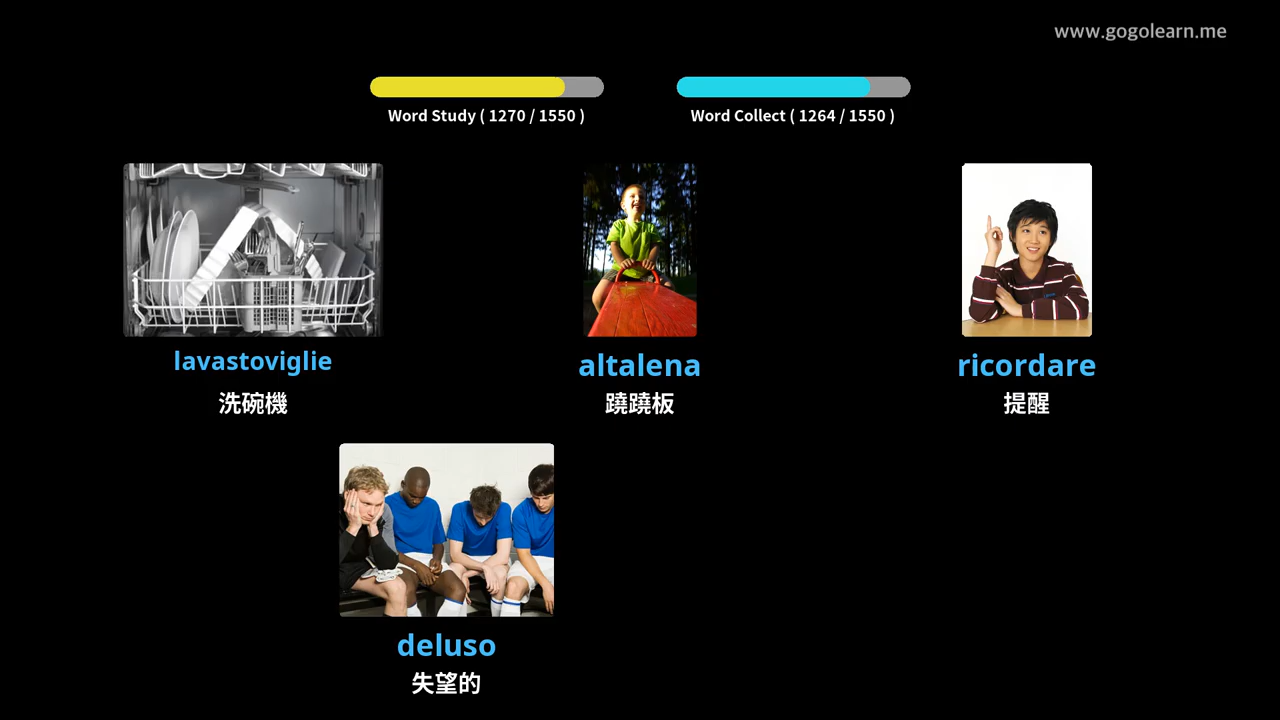 www.gogolearn.me
Word Study ( 1270 / 1550 )
Word Collect ( 1264 / 1550 )
lavastoviglie
洗碗機
altalena
蹺蹺板
ricordare
提醒
deluso
失望的